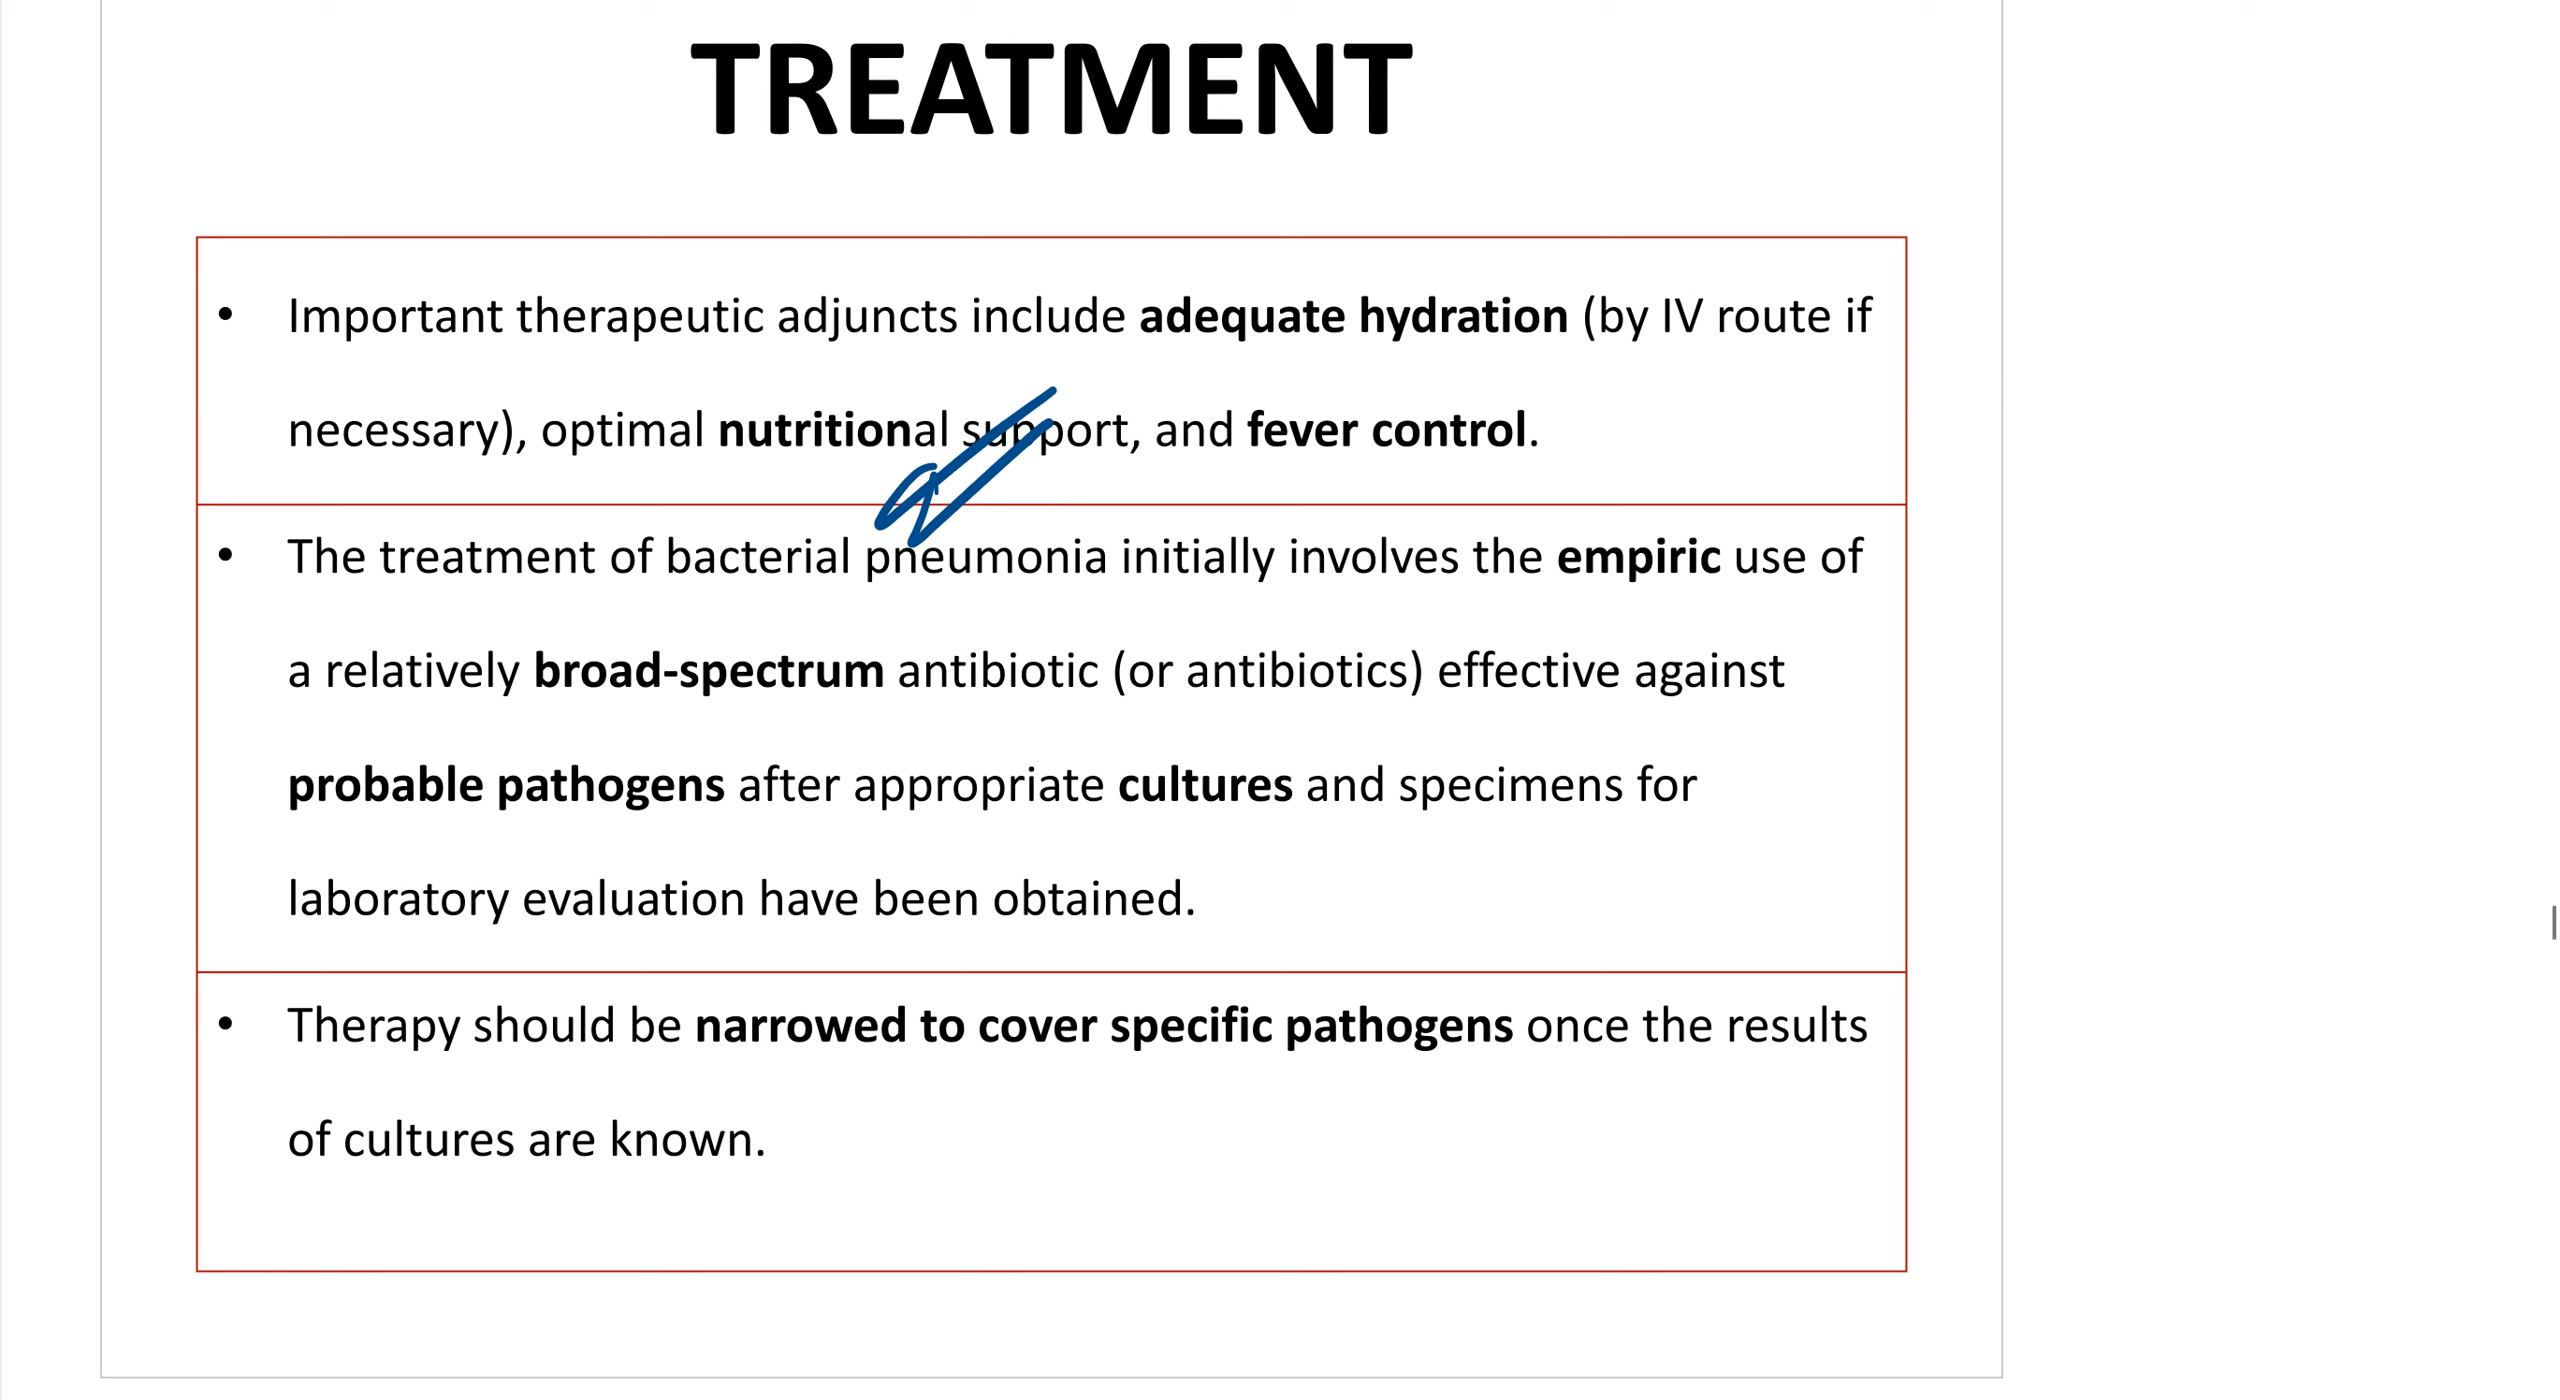 TREATMENT
• Important therapeutic adjuncts include adequate hydration (by IV route if
necessary), optimal nutritional support, and fever control.
• The treatment of bacterial pneumonia initially involves the empiric use of
a relatively broad-spectrum antibiotic (or antibiotics) effective against
probable pathogens after appropriate cultures and specimens for
laboratory evaluation have been obtained.
• Therapy should be narrowed to cover specific pathogens once the results
of cultures are known.